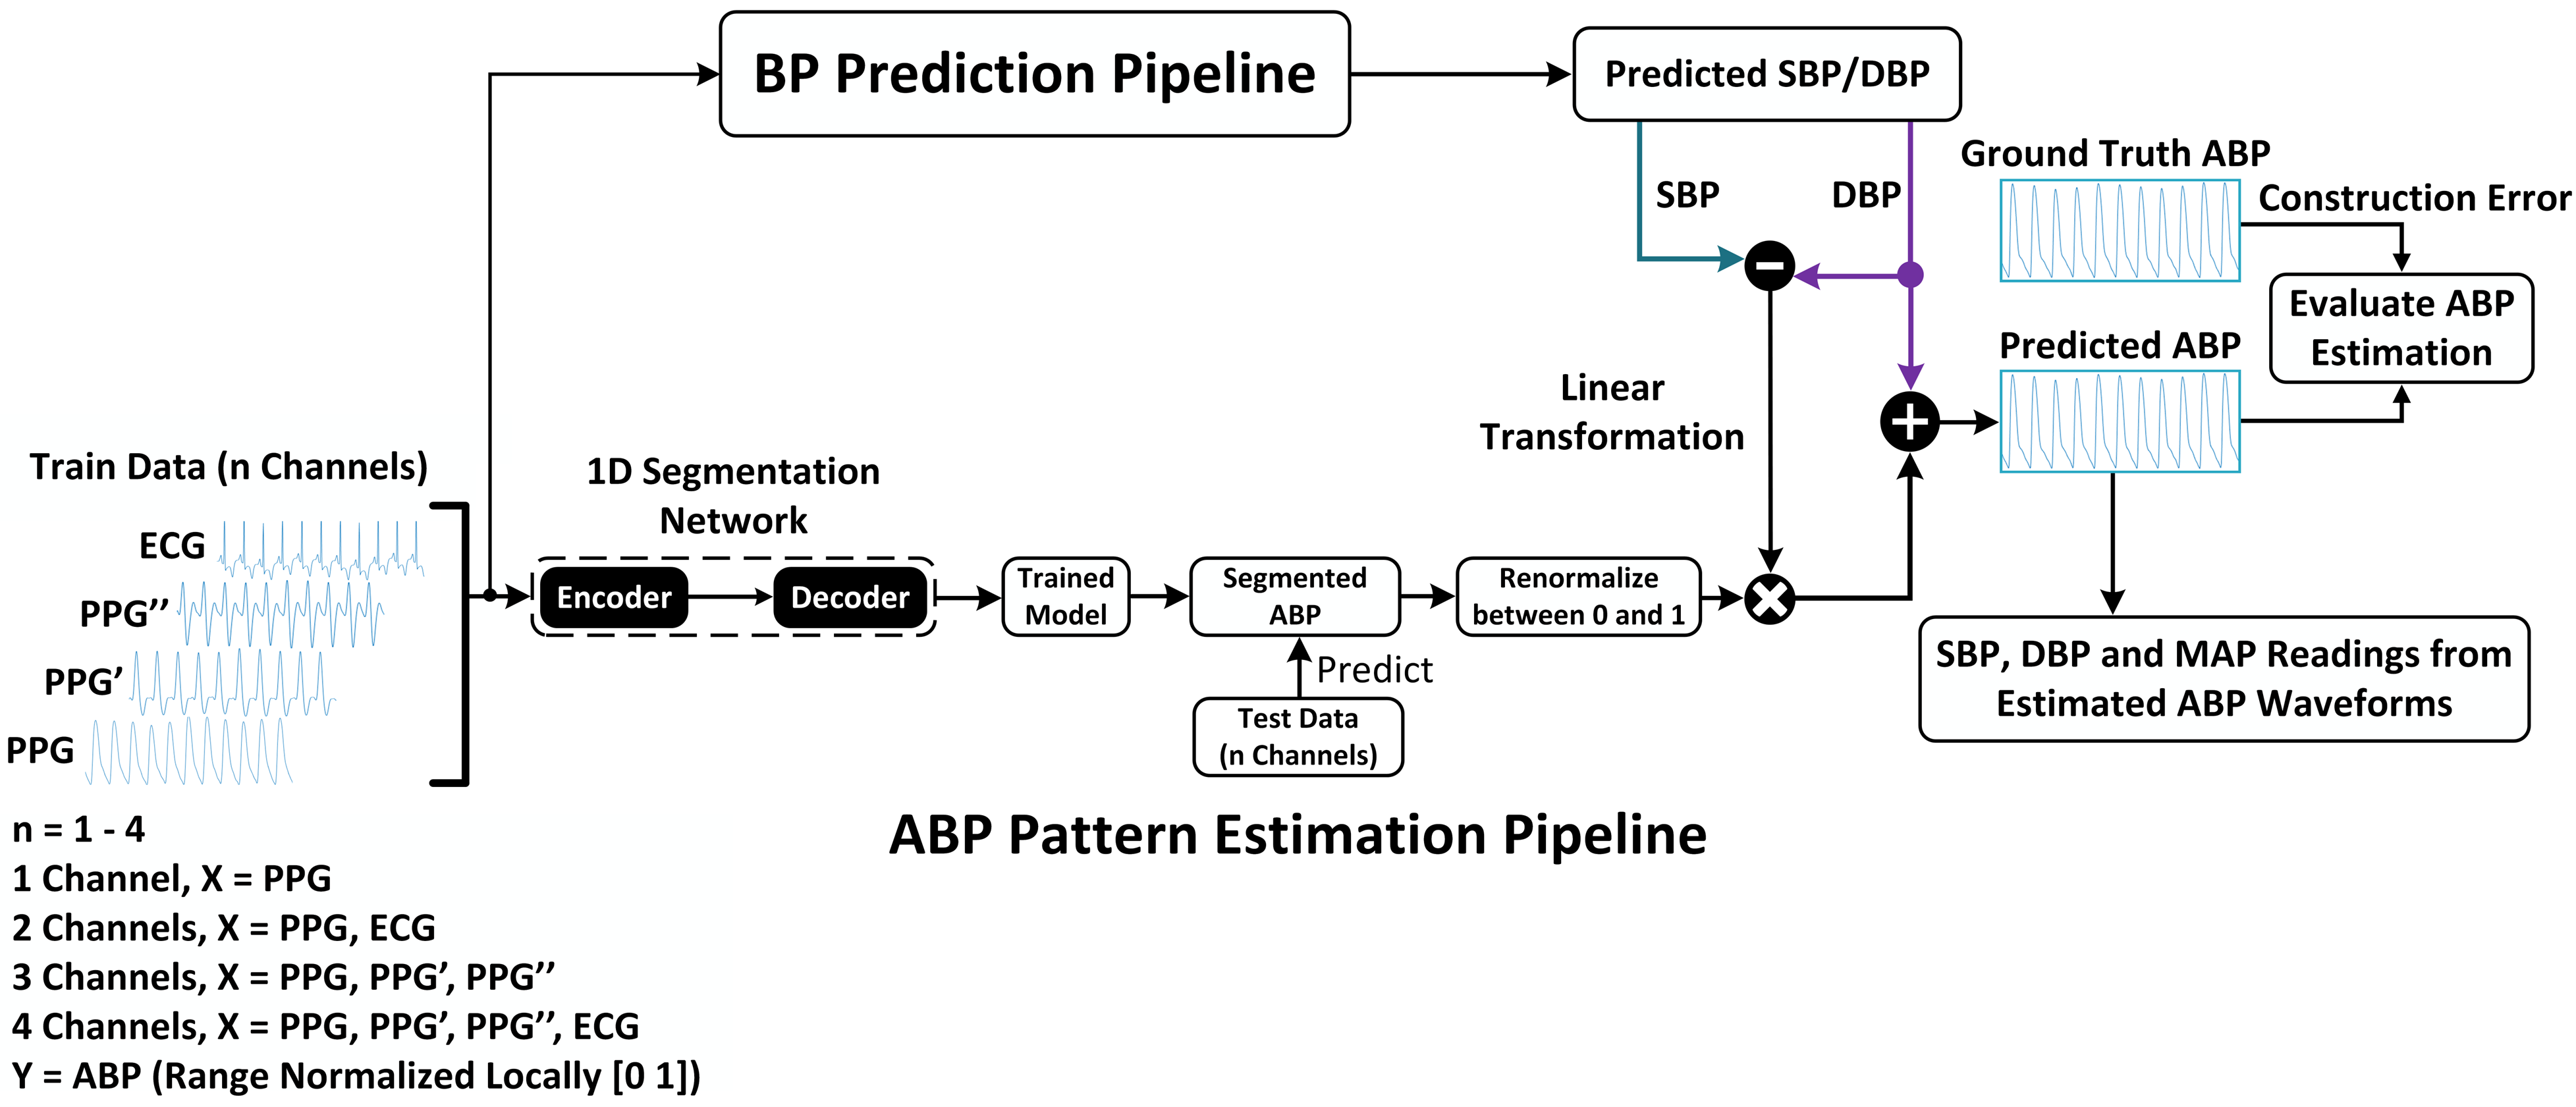 BP Prediction Pipeline
Predicted SBP/DBP
SBP
DBP
Ground Truth ABP
Construction Error
Evaluate ABP
Estimation
Predicted ABP
Linear
Transformation
Train Data (n Channels)
ECG
PPG’’
PPG’
PPG
1D Segmentation
Network
Encoder
Decoder
Trained
Model
Segmented
ABP
Renormalize
between 0 and 1
Predict
Test Data
(n Channels)
SBP, DBP and MAP Readings from
Estimated ABP Waveforms
ABP Pattern Estimation Pipeline
n = 1 - 4
1 Channel, X = PPG
2 Channels, X = PPG, ECG
3 Channels, X = PPG, PPG’, PPG’’
4 Channels, X = PPG, PPG’, PPG’’, ECG
Y = ABP (Range Normalized Locally [0 1])